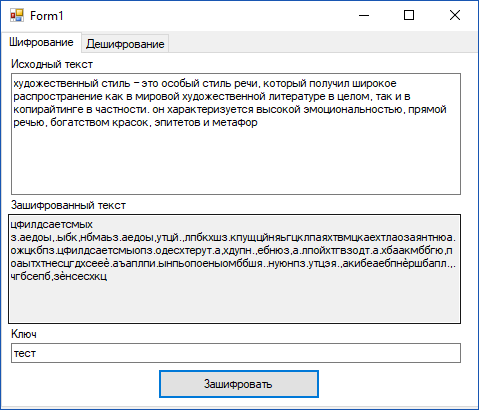 Form1
Шифрование
Дешифрование
Исходный текст
художественный стиль – это особый стиль речи, который получил широкое
распространение как в мировой художественной литературе в целом, так и в
копирайтинге в частности. он характеризуется высокой эмоциональностью, прямой
речью, богатством красок, эпитетов и метафор
Зашифрованный текст
цФилдсаетсмых
з.аедоы,.ыбк,нбмаьз.аедоы,утцй.,лпбкхшз.кпущцйняьгцклпаяхтвмцкаехтлаозаянтнюа.
ожцкбпз.цФилдсаетсмыопз.одесхтерут.а,хдупн.,ебнюз,а.лпойхтгвзодт.а.хбаакмббгю,п
оаытхтнесцгдхсееё.аъаплпи.ынпьопоеныомббшя..нуюнпз.утцэя.,акибеаебпнёршбапл.,.
чгбсепб,зёнсесхкц
Ключ
тест
Зашифровать